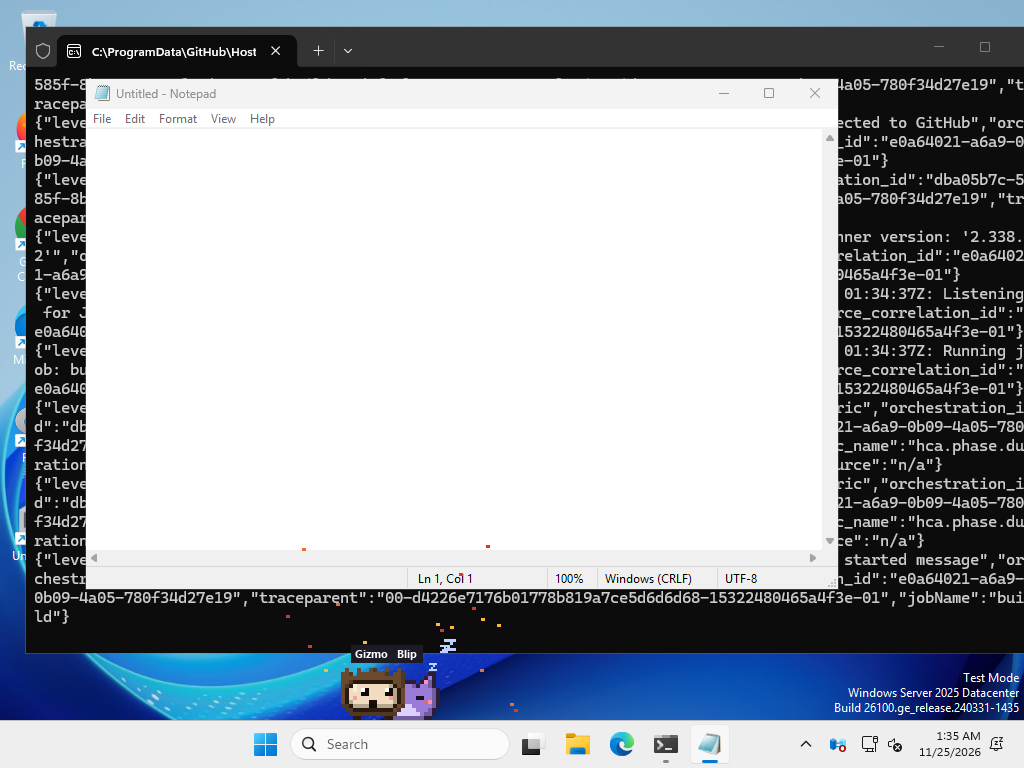 C:\ProgramData\GitHub\Host
Untitled - Notepad
File Edit Format View Help
4a05-780f34d27e19","t
racepa
{"leve ected to GitHub","orc
hestra _id":"e0a64021-a6a9-0
b09-4a e-01"}
{"leve ation_id":"dba05b7c-5
85f-8b a05-780f34d27e19","tr
acepar
{"leve nner version: '2.338.
2'","o relation_id":"e0a6402
1-a6a9 0465a4f3e-01"}
{"leve 01:34:37Z: Listening
for J rce_correlation_id":"
e0a640 15322480465a4f3e-01"}
{"leve 01:34:37Z: Running j
ob: bu rce_correlation_id":"
e0a640 15322480465a4f3e-01"}
{"leve ric","orchestration_i
d":"db 21-a6a9-0b09-4a05-780
f34d27 c_name":"hca.phase.du
ration urce":"n/a"}
{"leve ric","orchestration_i
d":"db 21-a6a9-0b09-4a05-780
f34d27 c_name":"hca.phase.du
ration ce":"n/a"}
{"leve started message","or
chestr _id":"e0a64021-a6a9-
0b09-4a05-780f34d27e19","traceparent":"00-d4226e7176b01778b819a7ce5d6d6d68-15322480465a4f3e-01","jobName":"bui
ld"}
Ln 1, Col 1 100% Windows (CRLF) UTF-8
Gizmo Blip
Test Mode
Windows Server 2025 Datacenter
Build 26100.ge_release.240331-1435
Search
1:35 AM
11/25/2026